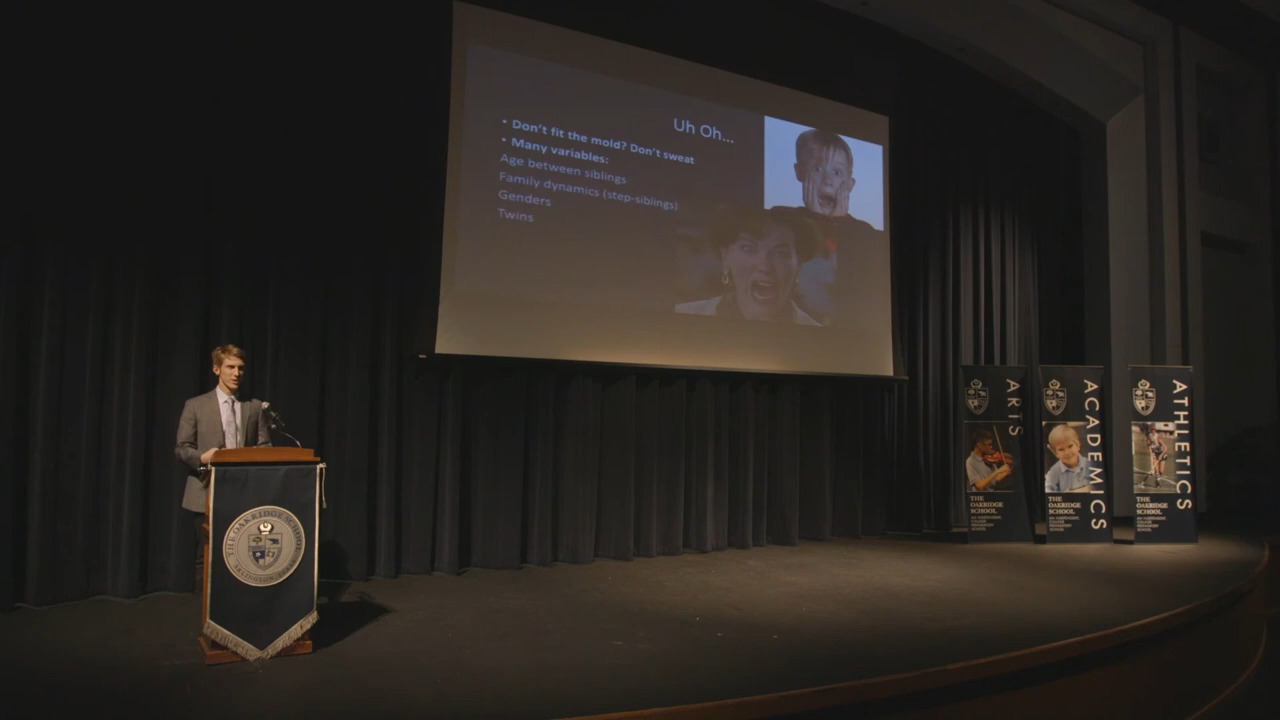 Uh Oh...
• Don't fit the mold? Don't sweat
• Many variables:
Age between siblings
Family dynamics (step-siblings)
Genders
Twins
THE OAKRIDGE SCHOOL
ARLINGTON
ARTS
THE
OAKRIDGE
SCHOOL
ACADEMICS
THE
OAKRIDGE
SCHOOL
ATHLETICS
THE
OAKRIDGE
SCHOOL